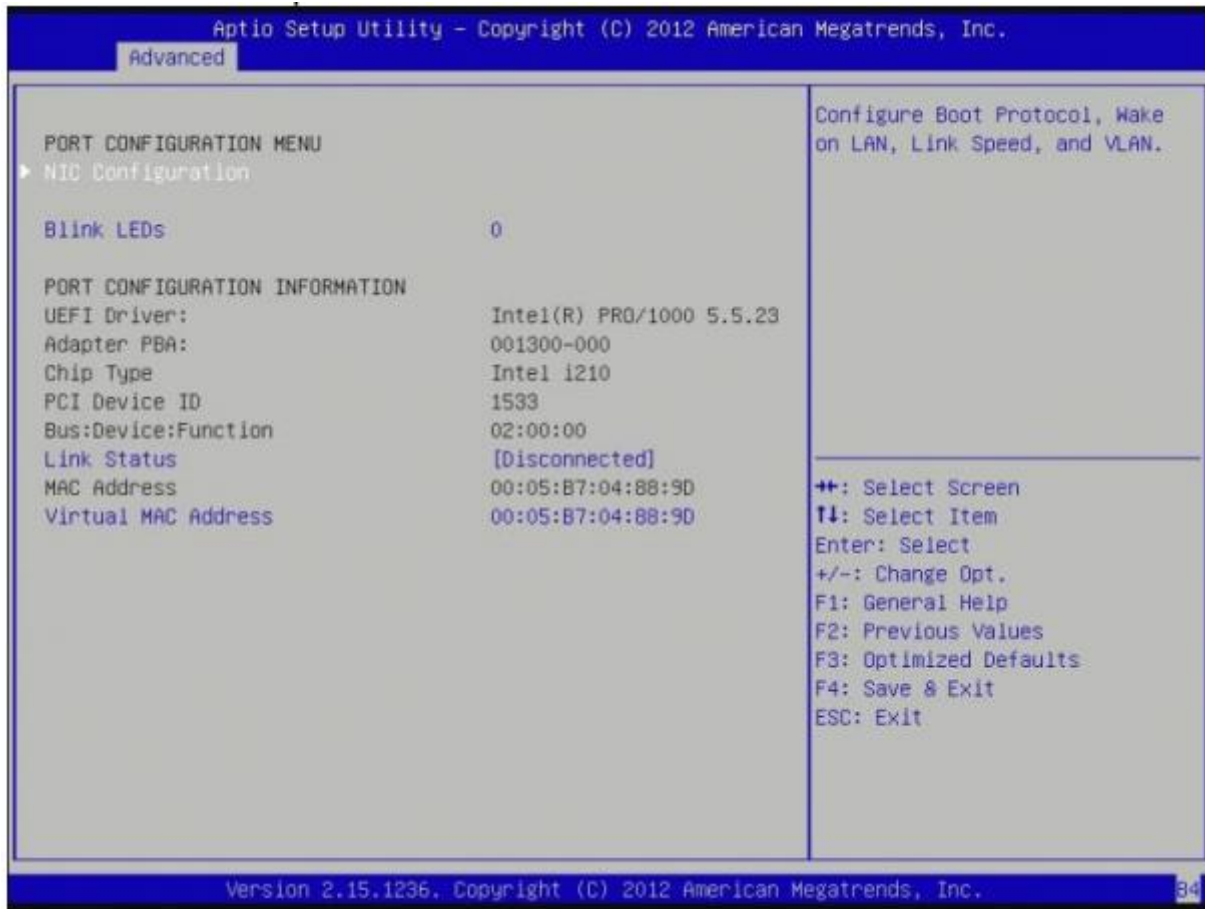 Aptio Setup Utility – Copyright (C) 2012 American Megatrends, Inc.
Advanced
PORT CONFIGURATION MENU
► NIC Configuration
Blink LEDs 0
PORT CONFIGURATION INFORMATION
UEFI Driver: Intel(R) PRO/1000 5.5.23
Adapter PBA: 001300-000
Chip Type Intel i210
PCI Device ID 1533
Bus:Device:Function 02:00:00
Link Status [Disconnected]
MAC Address 00:05:B7:04:88:9D
Virtual MAC Address 00:05:B7:04:88:9D
Configure Boot Protocol, Wake
on LAN, Link Speed, and VLAN.
→←: Select Screen
↑↓: Select Item
Enter: Select
+/-: Change Opt.
F1: General Help
F2: Previous Values
F3: Optimized Defaults
F4: Save & Exit
ESC: Exit
Version 2.15.1236. Copyright (C) 2012 American Megatrends, Inc.
B4